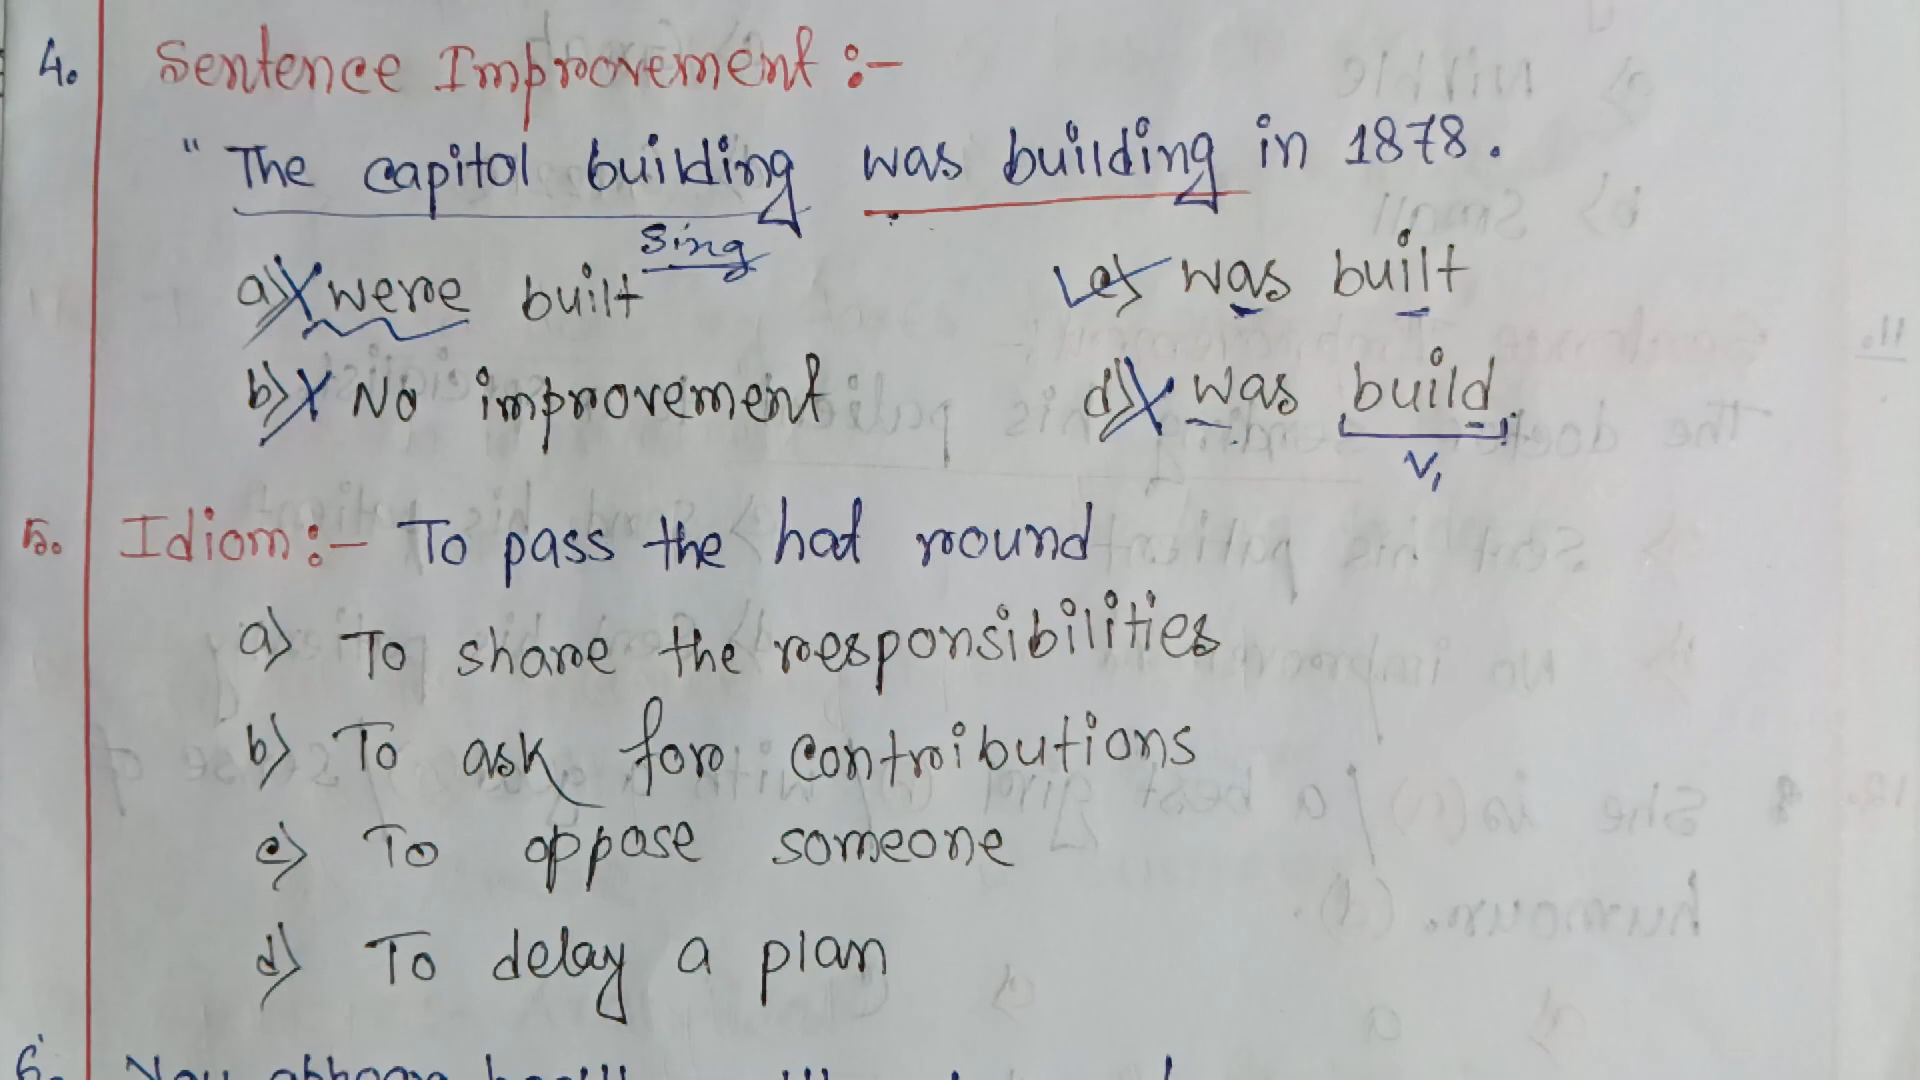 4. Sentence Improvement :-
" The capitol building was building in 1878.
Sing
a) were built c) was built
b) No improvement d) was build
V1
5. Idiom :- To pass the hat round
a) To share the responsibilities
b) To ask for contributions
c) To oppose someone
d) To delay a plan
6.